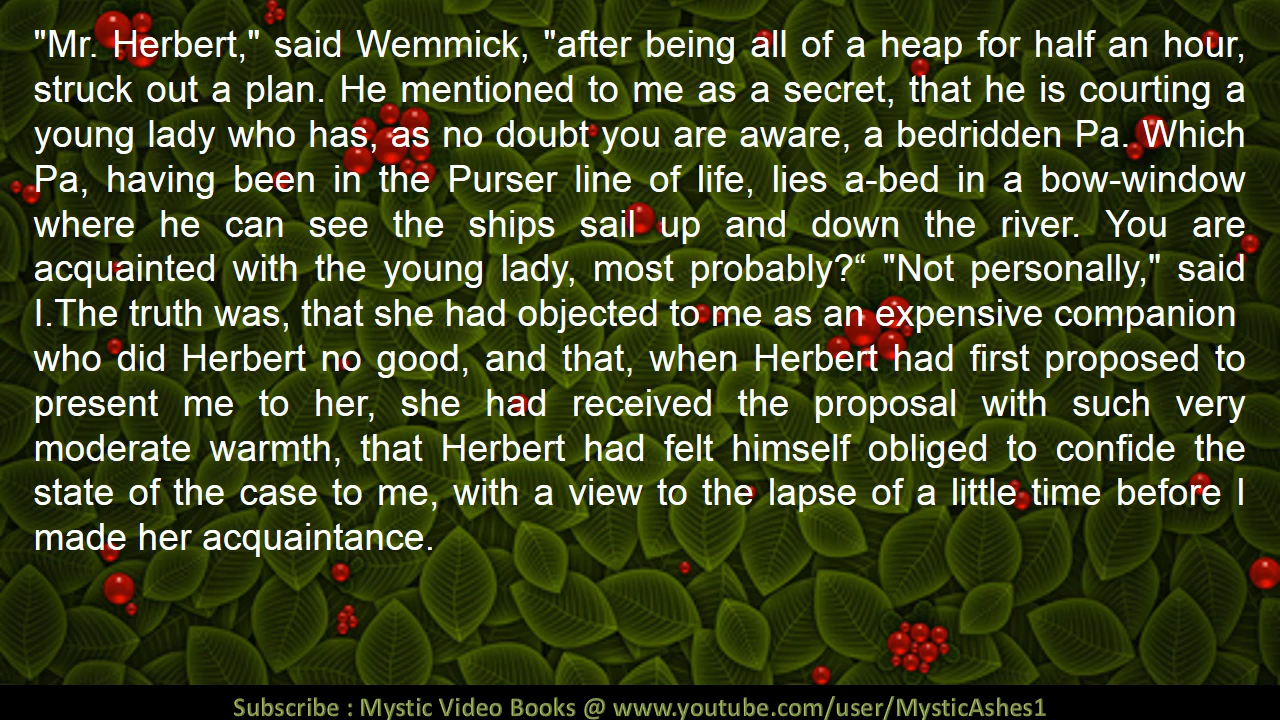 "Mr. Herbert," said Wemmick, "after being all of a heap for half an hour,
struck out a plan. He mentioned to me as a secret, that he is courting a
young lady who has, as no doubt you are aware, a bedridden Pa. Which
Pa, having been in the Purser line of life, lies a-bed in a bow-window
where he can see the ships sail up and down the river. You are
acquainted with the young lady, most probably?“ "Not personally," said
I.The truth was, that she had objected to me as an expensive companion
who did Herbert no good, and that, when Herbert had first proposed to
present me to her, she had received the proposal with such very
moderate warmth, that Herbert had felt himself obliged to confide the
state of the case to me, with a view to the lapse of a little time before I
made her acquaintance.
Subscribe : Mystic Video Books @ www.youtube.com/user/MysticAshes1